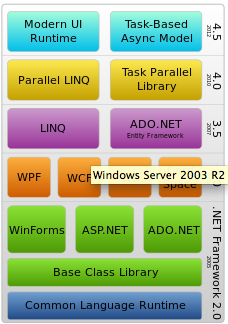 Modern UI
Runtime
Task-Based
Async Model
4.5
2012
Parallel LINQ
Task Parallel
Library
4.0
2010
LINQ
ADO.NET
Entity Framework
3.5
2007
WPF
Windows Server 2003 R2
Space
WinForms
ASP.NET
ADO.NET
.NET Framework 2.0
2005
Base Class Library
Common Language Runtime